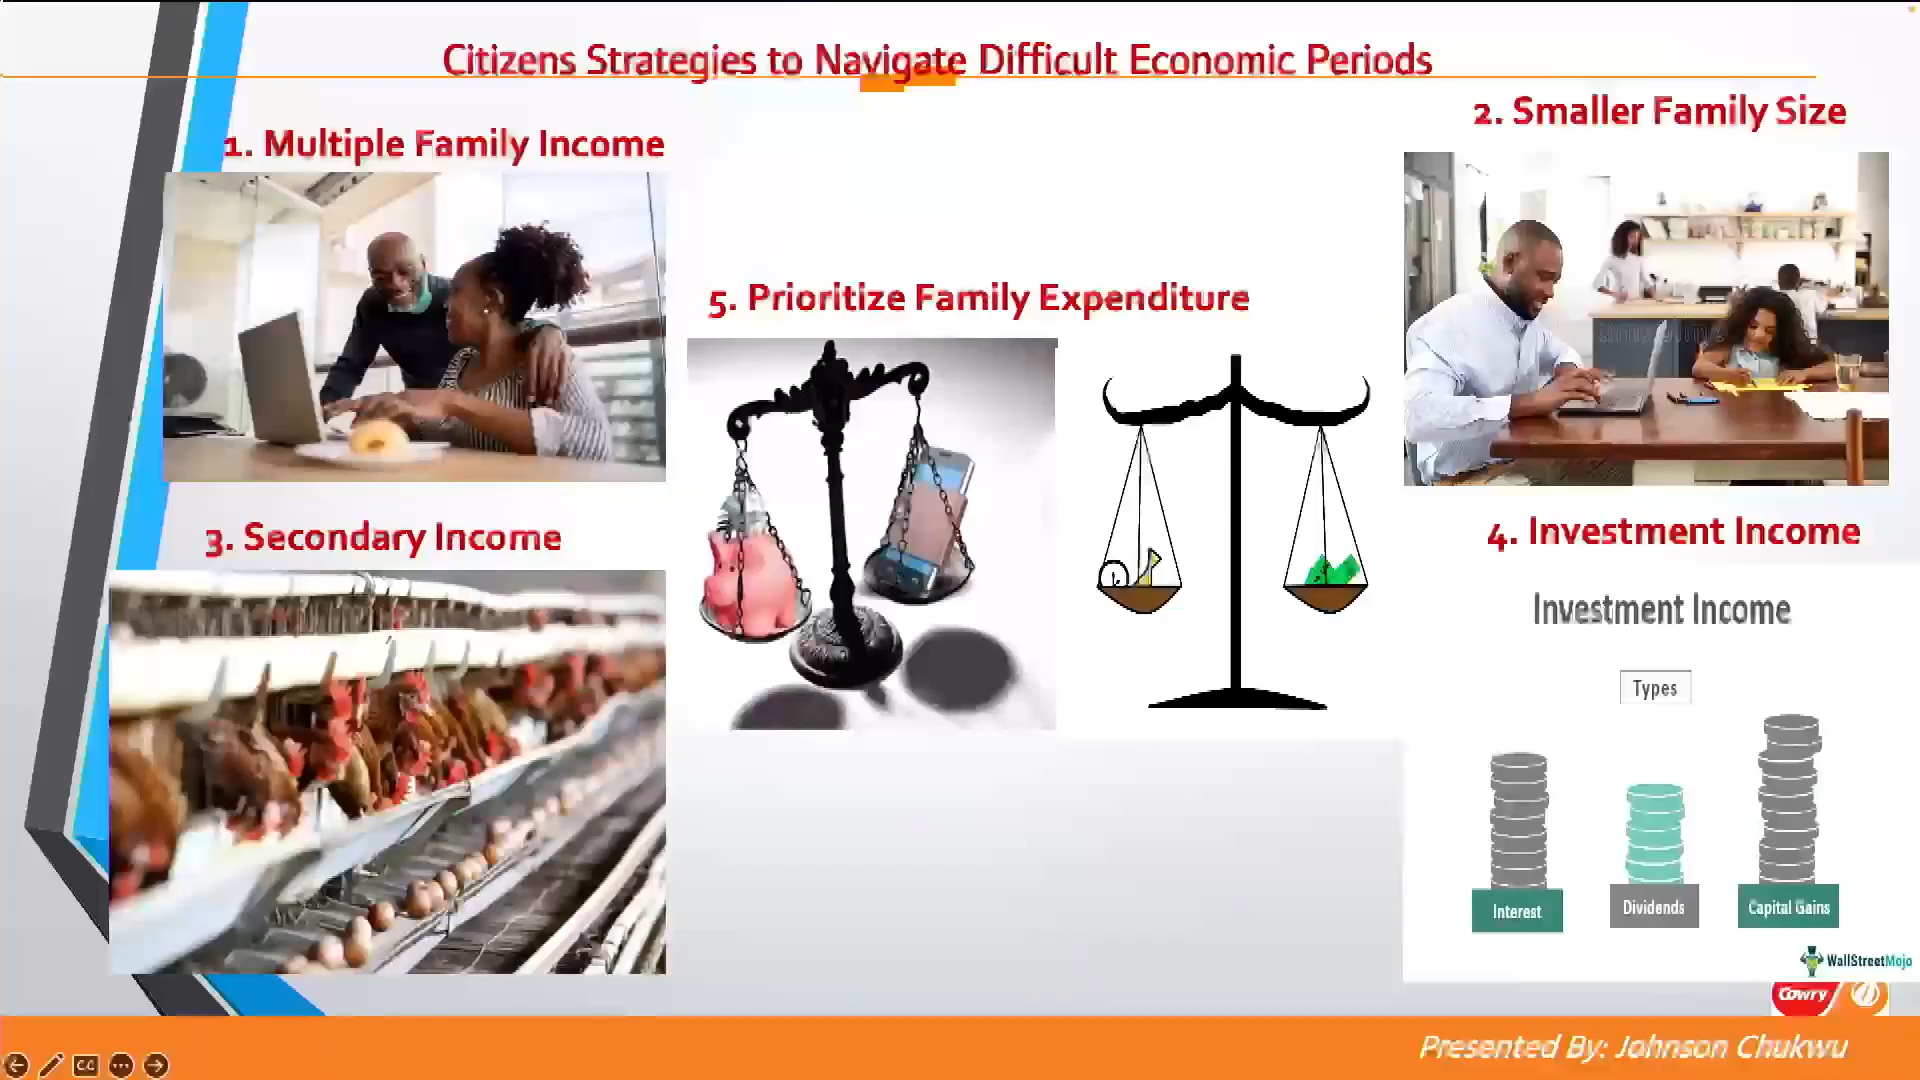 Citizens Strategies to Navigate Difficult Economic Periods
1. Multiple Family Income
2. Smaller Family Size
5. Prioritize Family Expenditure
3. Secondary Income
4. Investment Income
Investment Income
Types
Interest
Dividends
Capital Gains
WallStreetMojo
Cowry
Presented By: Johnson Chukwu
CC